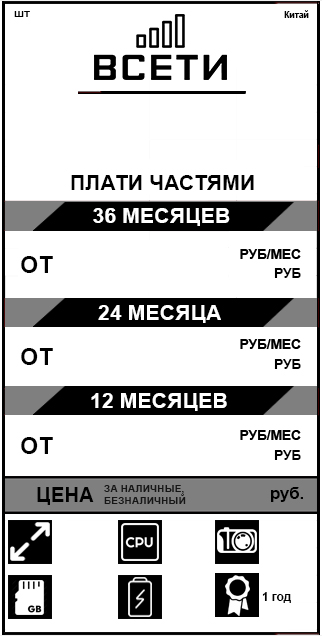 шт
Китай
ВСЕТИ
ПЛАТИ ЧАСТЯМИ
36 МЕСЯЦЕВ
ОТ
РУБ/МЕС
РУБ
24 МЕСЯЦА
ОТ
РУБ/МЕС
РУБ
12 МЕСЯЦЕВ
ОТ
РУБ/МЕС
РУБ
ЦЕНА
ЗА НАЛИЧНЫЕ,
БЕЗНАЛИЧНЫЙ
руб.
CPU
10
GB
1 год